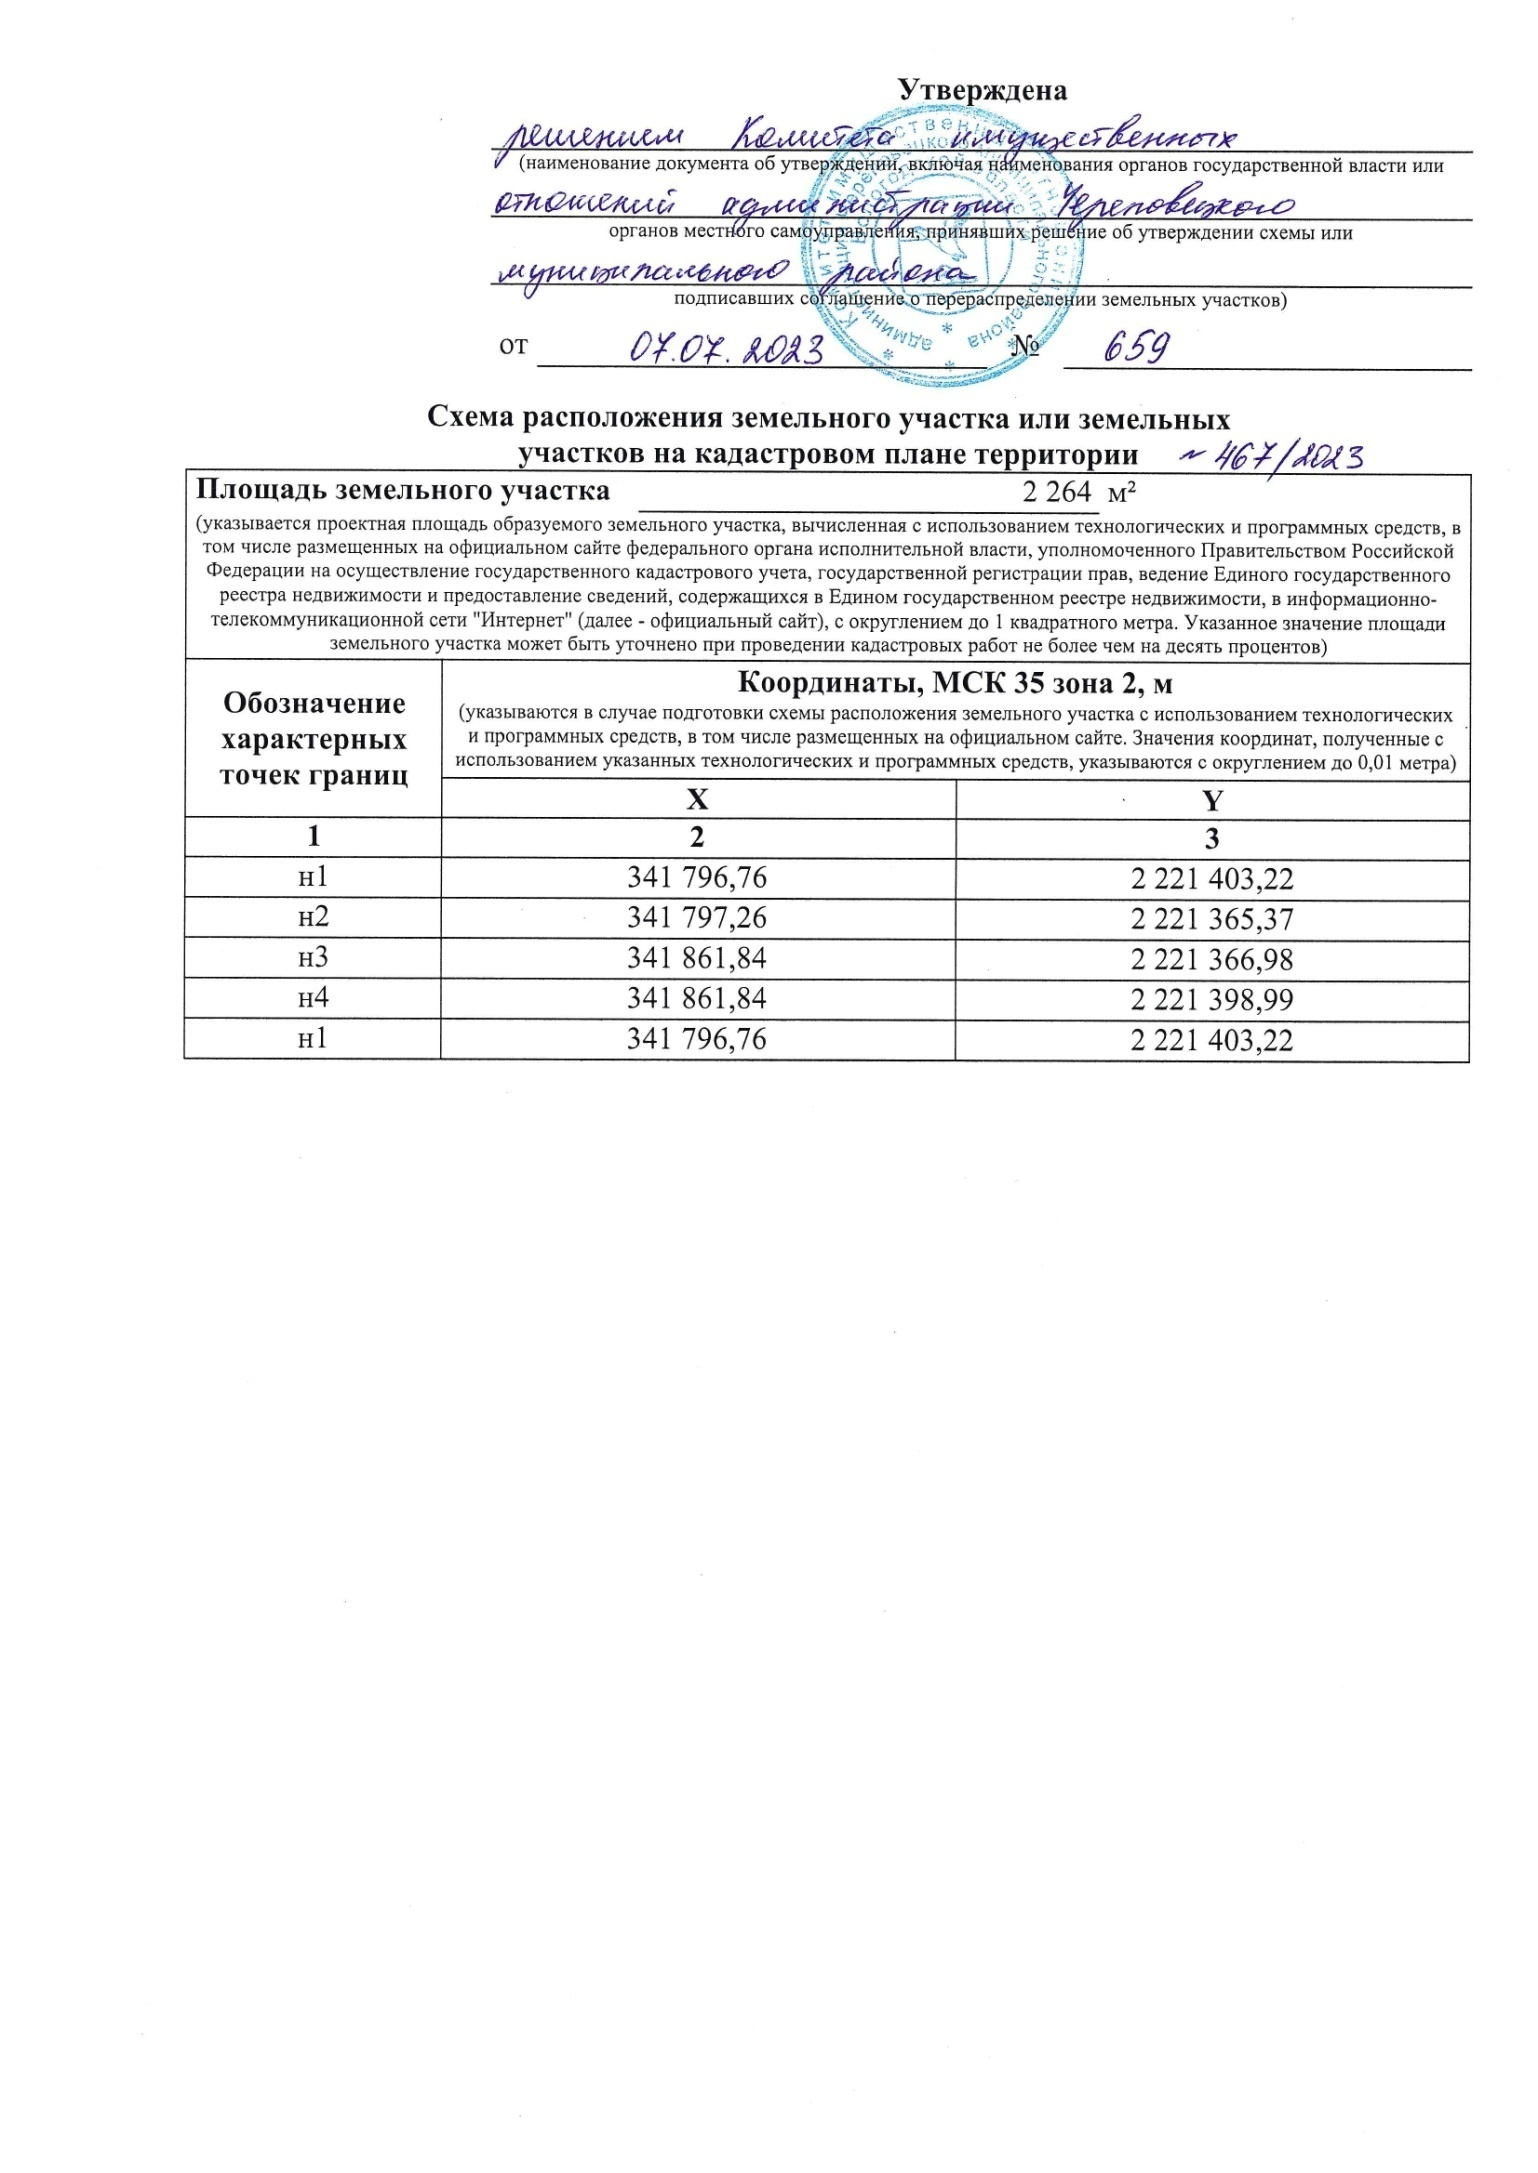 Утверждена
решением Комитета имущественных
(наименование документа об утверждении, включая наименования органов государственной власти или
отношений администрации Череповецкого
органов местного самоуправления, принявших решение об утверждении схемы или
муниципального района
подписавших соглашение о перераспределении земельных участков)
от 07.07.2023 № 659
Схема расположения земельного участка или земельных
участков на кадастровом плане территории ~ 467/2023
Площадь земельного участка 2 264 м²
(указывается проектная площадь образуемого земельного участка, вычисленная с использованием технологических и программных средств, в
том числе размещенных на официальном сайте федерального органа исполнительной власти, уполномоченного Правительством Российской
Федерации на осуществление государственного кадастрового учета, государственной регистрации прав, ведение Единого государственного
реестра недвижимости и предоставление сведений, содержащихся в Едином государственном реестре недвижимости, в информационно-
телекоммуникационной сети "Интернет" (далее - официальный сайт), с округлением до 1 квадратного метра. Указанное значение площади
земельного участка может быть уточнено при проведении кадастровых работ не более чем на десять процентов)
Обозначение
характерных
точек границ
Координаты, МСК 35 зона 2, м
(указываются в случае подготовки схемы расположения земельного участка с использованием технологических
и программных средств, в том числе размещенных на официальном сайте. Значения координат, полученные с
использованием указанных технологических и программных средств, указываются с округлением до 0,01 метра)
X Y
1 2 3
н1 341 796,76 2 221 403,22
н2 341 797,26 2 221 365,37
н3 341 861,84 2 221 366,98
н4 341 861,84 2 221 398,99
н1 341 796,76 2 221 403,22